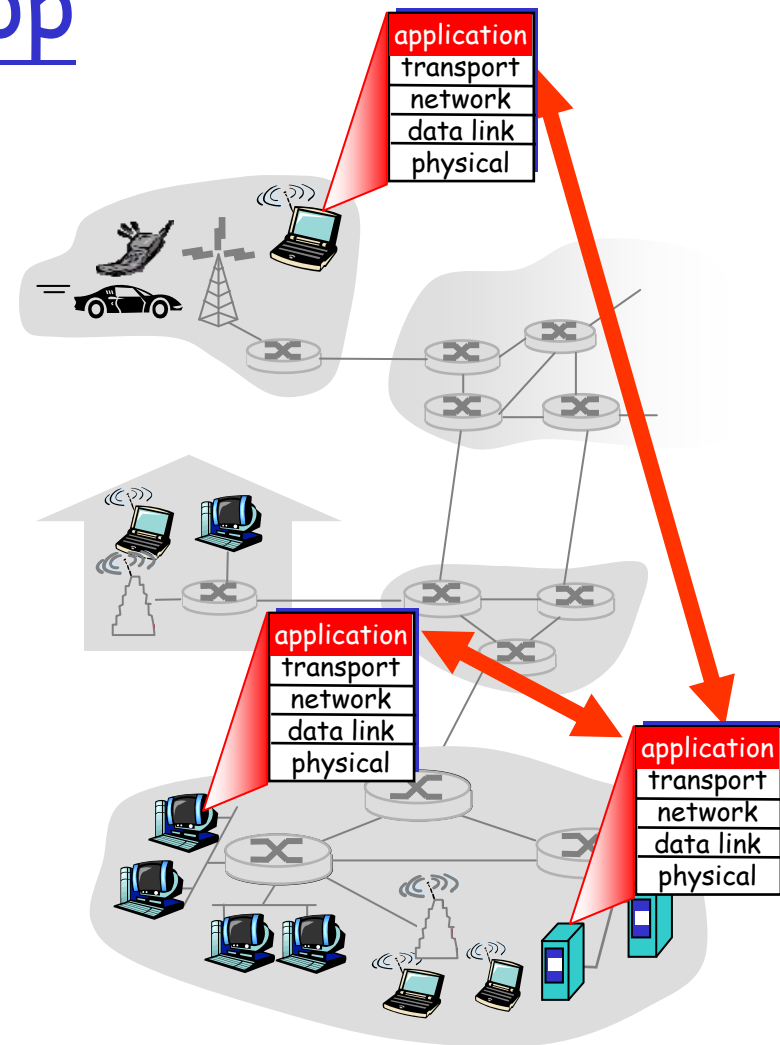 pp
application
transport
network
data link
physical
application
transport
network
data link
physical
application
transport
network
data link
physical